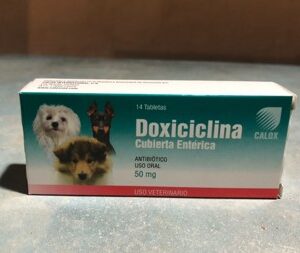 14 Tabletas
Doxiciclina
Cubierta Entérica
CALOX
ANTIBIÓTICO
USO ORAL
50 mg
USO VETERINARIO